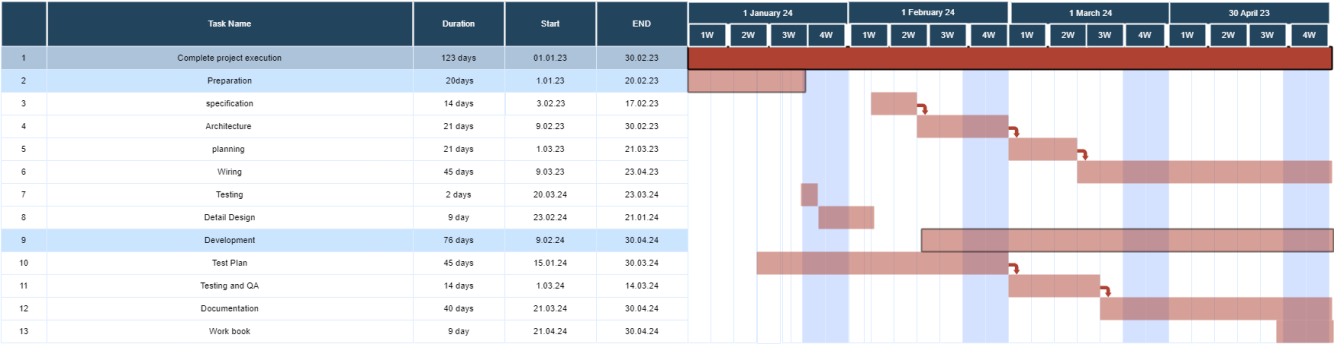 Task Name Duration Start END 1 January 24 1 February 24 1 March 24 30 April 23
1W 2W 3W 4W 1W 2W 3W 4W 1W 2W 3W 4W 1W 2W 3W 4W
1 Complete project execution 123 days 01.01.23 30.02.23
2 Preparation 20days 1.01.23 20.02.23
3 specification 14 days 3.02.23 17.02.23
4 Architecture 21 days 9.02.23 30.02.23
5 planning 21 days 1.03.23 21.03.23
6 Wiring 45 days 9.03.23 23.04.23
7 Testing 2 days 20.03.24 23.03.24
8 Detail Design 9 day 23.02.24 21.01.24
9 Development 76 days 9.02.24 30.04.24
10 Test Plan 45 days 15.01.24 30.03.24
11 Testing and QA 14 days 1.03.24 14.03.24
12 Documentation 40 days 21.03.24 30.04.24
13 Work book 9 day 21.04.24 30.04.24